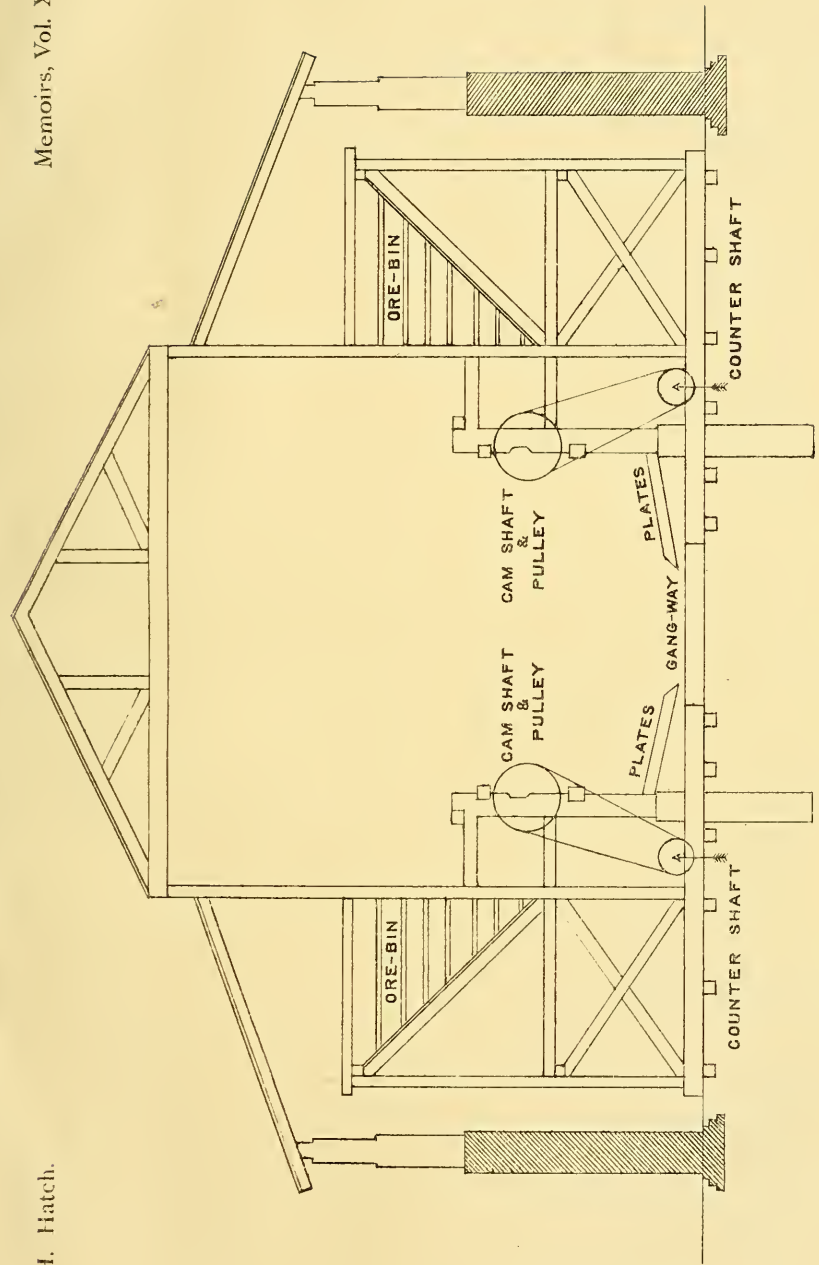 H. Hatch.
Memoirs, Vol. X
ORE-BIN
ORE-BIN
CAM SHAFT
&
PULLEY
CAM SHAFT
&
PULLEY
PLATES
GANG-WAY
PLATES
COUNTER SHAFT
COUNTER SHAFT